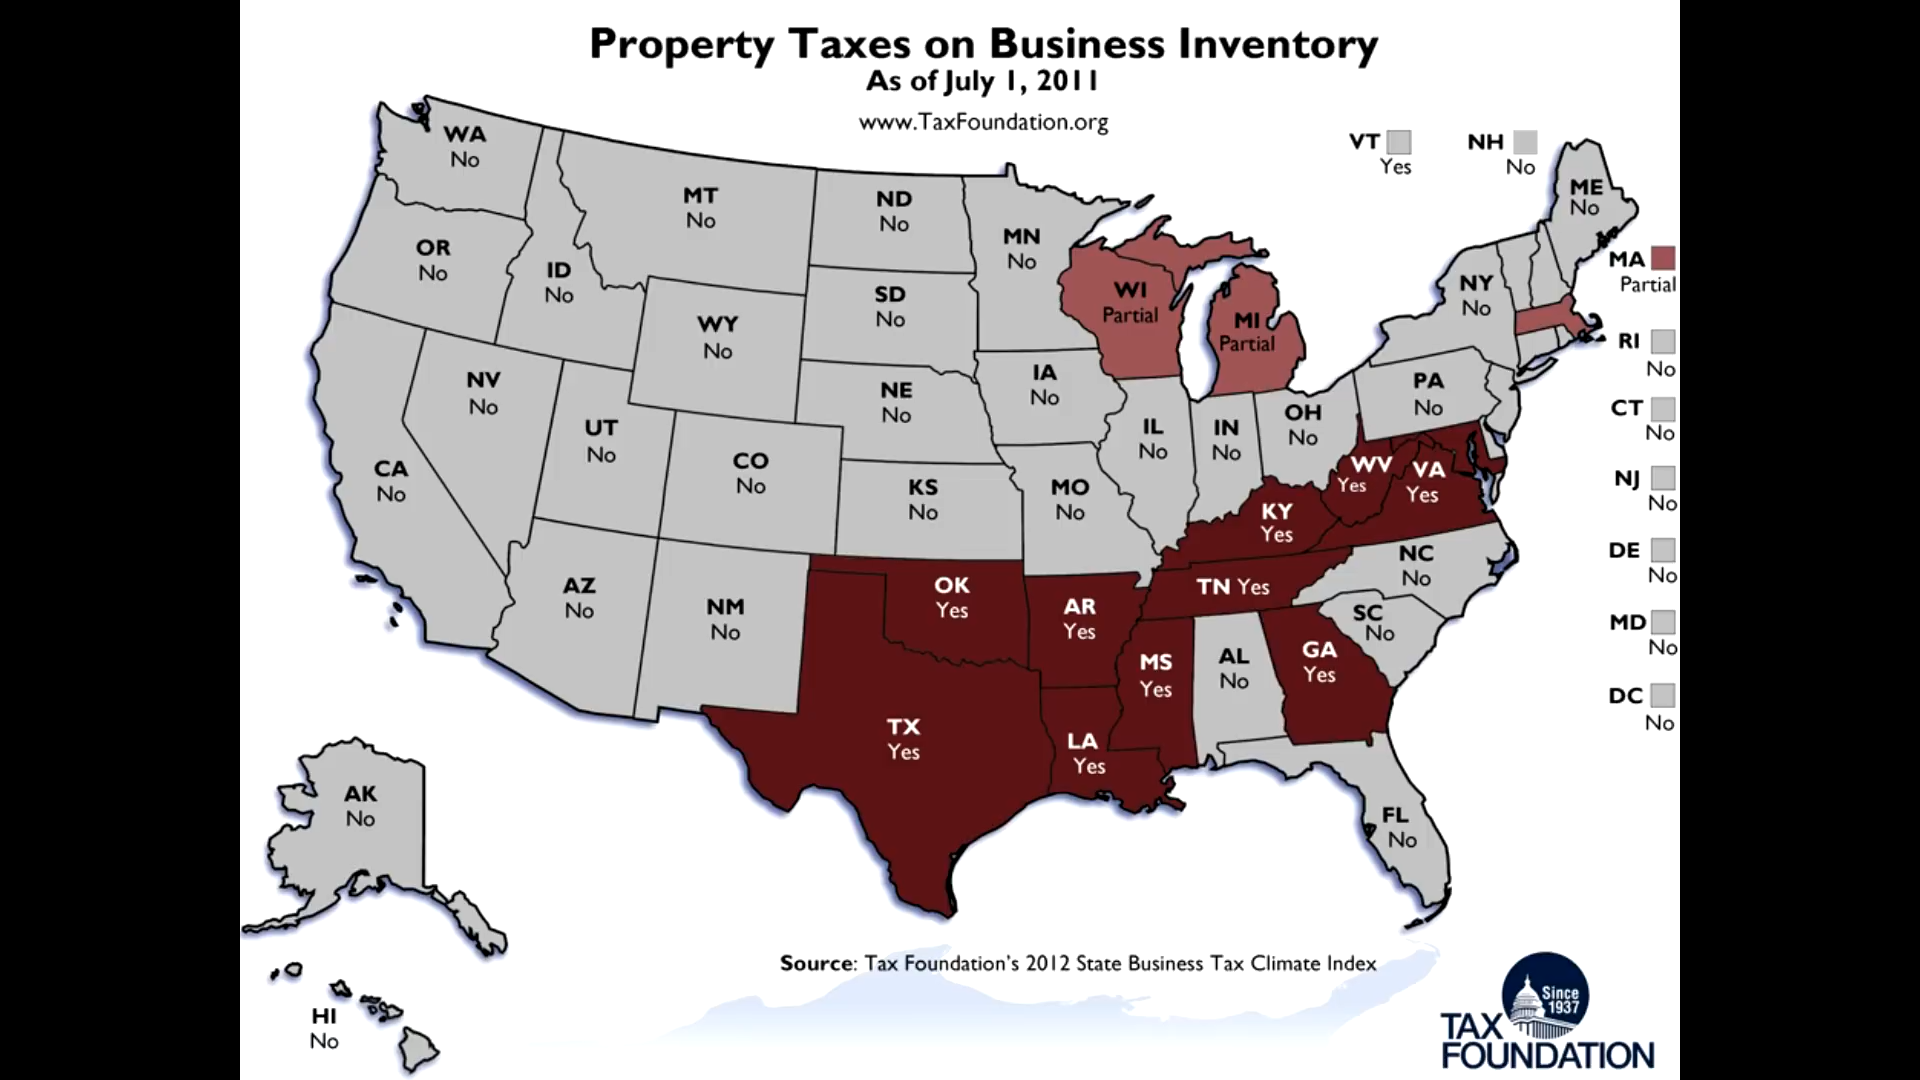 Property Taxes on Business Inventory
As of July 1, 2011
www.TaxFoundation.org
VT
Yes
NH
No
WA
No
MT
No
ND
No
MN
No
ME
No
OR
No
ID
No
SD
No
WI
Partial
MI
Partial
NY
No
MA
Partial
WY
No
RI
No
NV
No
NE
No
IA
No
PA
No
CT
No
UT
No
CO
No
IL
No
IN
No
OH
No
CA
No
KS
No
MO
No
WV
Yes
VA
Yes
NJ
No
KY
Yes
DE
No
AZ
No
NM
No
OK
Yes
AR
Yes
TN Yes
NC
No
SC
No
MD
No
MS
Yes
AL
No
GA
Yes
DC
No
TX
Yes
LA
Yes
AK
No
FL
No
HI
No
Source: Tax Foundation's 2012 State Business Tax Climate Index
Since
1937
TAX
FOUNDATION